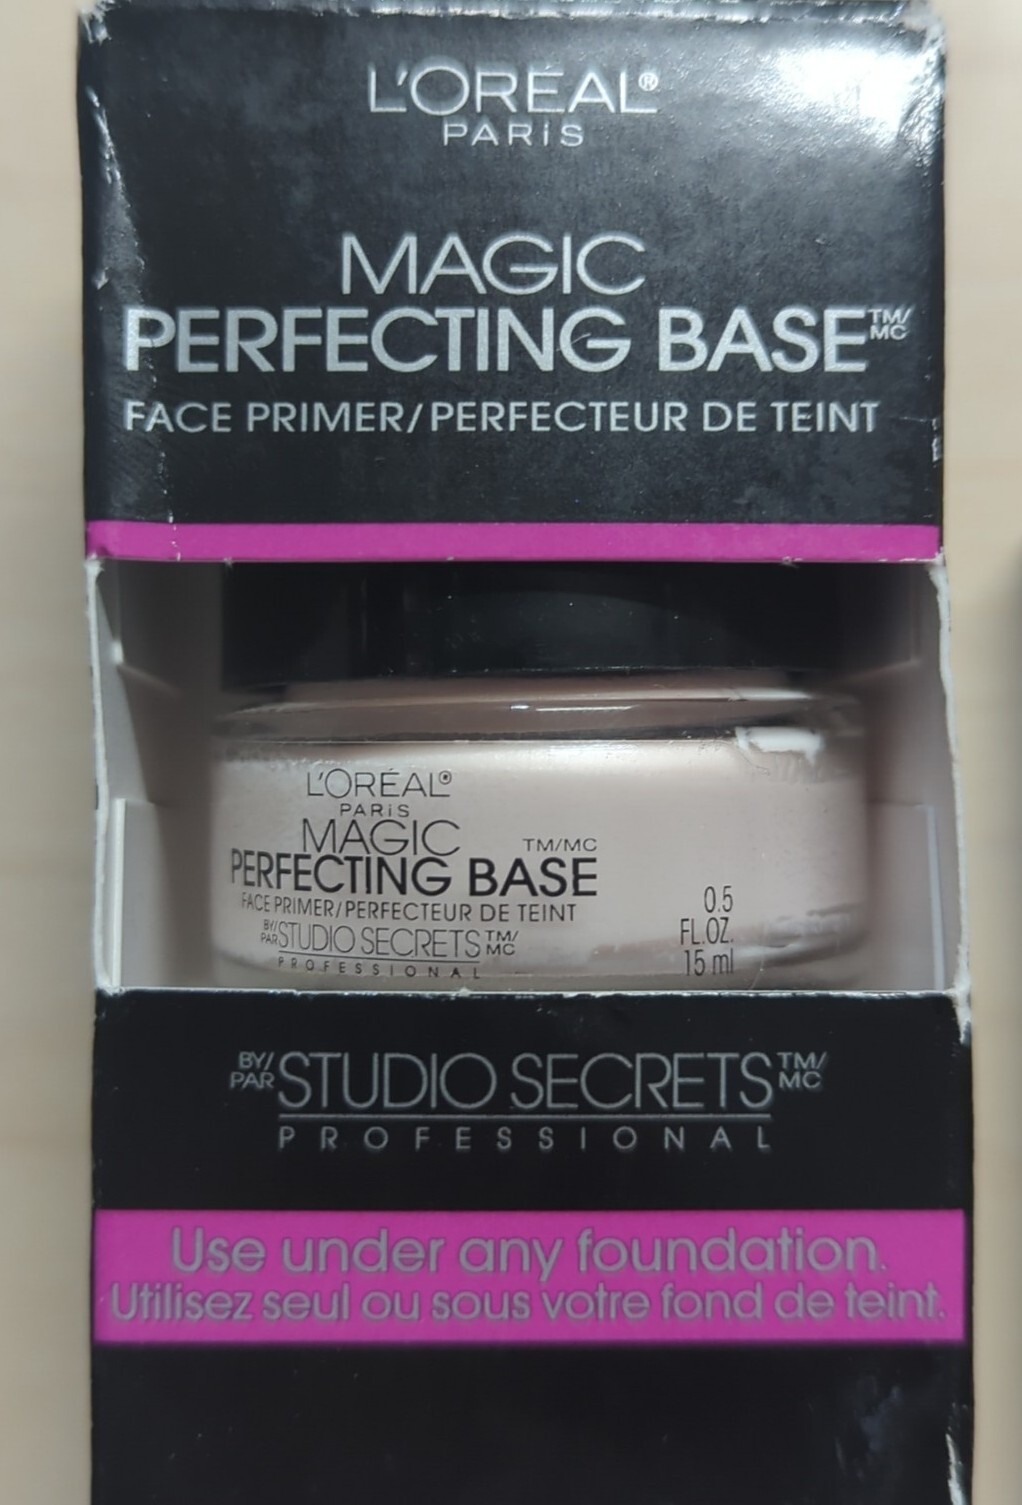 L'ORÉAL®
PARIS
MAGIC
PERFECTING BASE™/MC
FACE PRIMER/PERFECTEUR DE TEINT
L'ORÉAL®
PARIS
MAGIC
PERFECTING BASE TM/MC
FACE PRIMER/PERFECTEUR DE TEINT
BY/PAR STUDIO SECRETS TM/MC
PROFESSIONAL
0.5
FL.OZ.
15 ml
BY/PAR STUDIO SECRETS TM/MC
PROFESSIONAL
Use under any foundation.
Utilisez seul ou sous votre fond de teint.